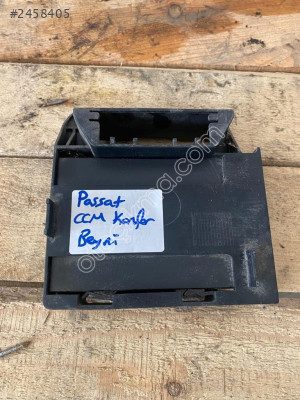 #2458405
Passat
CCM Konfor
Beyni